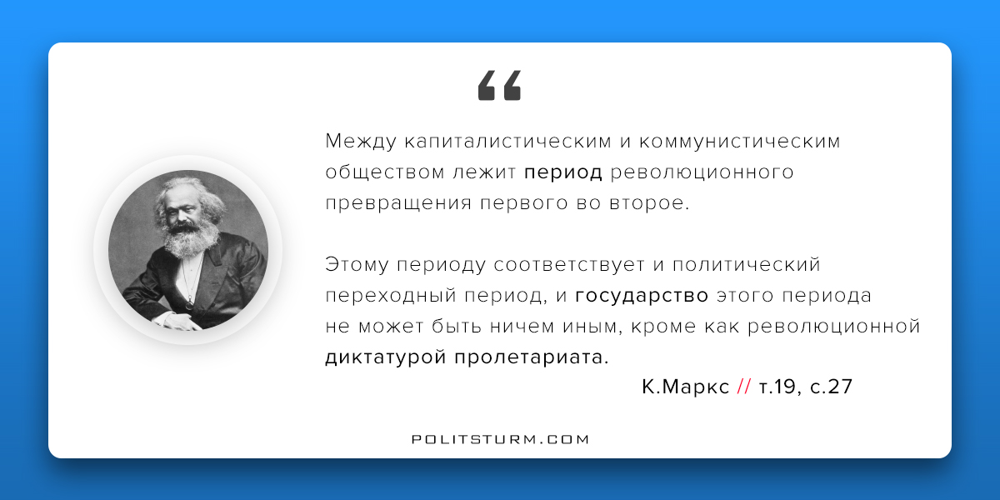 “
Между капиталистическим и коммунистическим
обществом лежит период революционного
превращения первого во второе.
Этому периоду соответствует и политический
переходный период, и государство этого периода
не может быть ничем иным, кроме как революционной
диктатурой пролетариата.
К.Маркс // т.19, с.27
POLITSTURM.COM